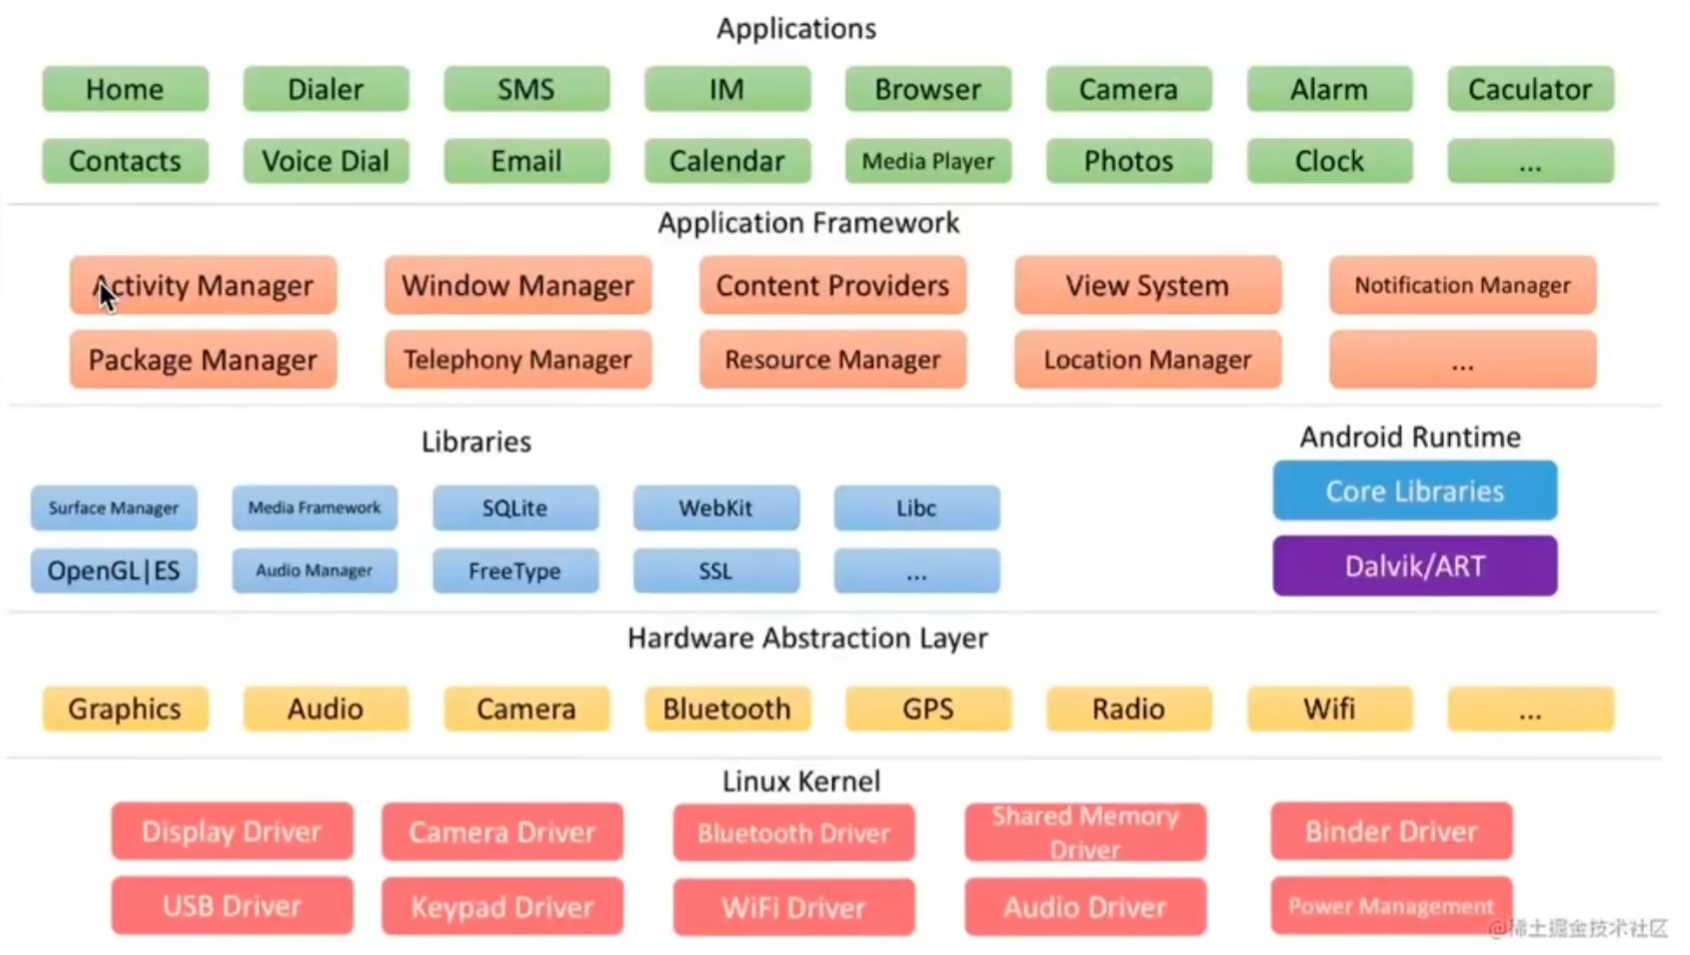 Applications
Home Dialer SMS IM Browser Camera Alarm Caculator
Contacts Voice Dial Email Calendar Media Player Photos Clock ...
Application Framework
Activity Manager Window Manager Content Providers View System Notification Manager
Package Manager Telephony Manager Resource Manager Location Manager ...
Libraries
Android Runtime
Surface Manager Media Framework SQLite WebKit Libc
Core Libraries
OpenGL|ES Audio Manager FreeType SSL ...
Dalvik/ART
Hardware Abstraction Layer
Graphics Audio Camera Bluetooth GPS Radio Wifi ...
Linux Kernel
Display Driver Camera Driver Bluetooth Driver Shared Memory Driver Binder Driver
USB Driver Keypad Driver WiFi Driver Audio Driver Power Management
@稀土掘金技术社区